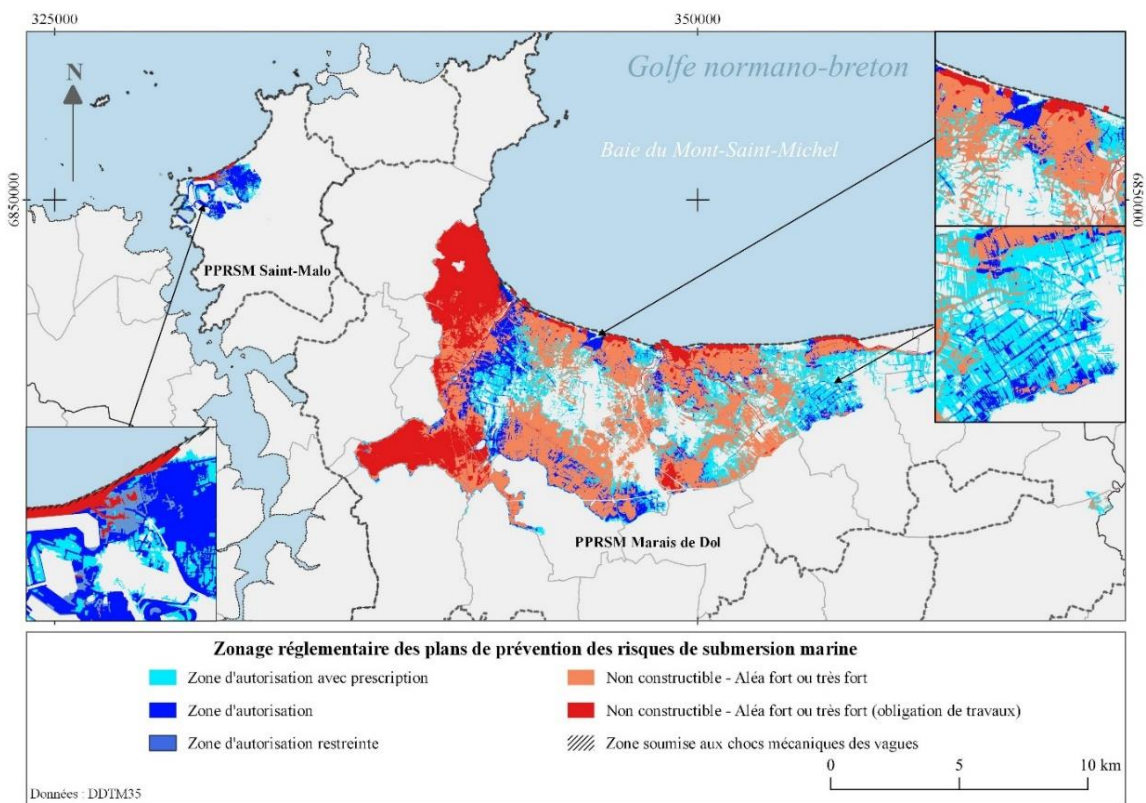 325000
350000
N
Golfe normano-breton
Baie du Mont-Saint-Michel
6850000
6850000
PPRSM Saint-Malo
PPRSM Marais de Dol
Zonage réglementaire des plans de prévention des risques de submersion marine
Zone d'autorisation avec prescription
Zone d'autorisation
Zone d'autorisation restreinte
Non constructible - Aléa fort ou très fort
Non constructible - Aléa fort ou très fort (obligation de travaux)
Zone soumise aux chocs mécaniques des vagues
0 5 10 km
Données : DDTM35